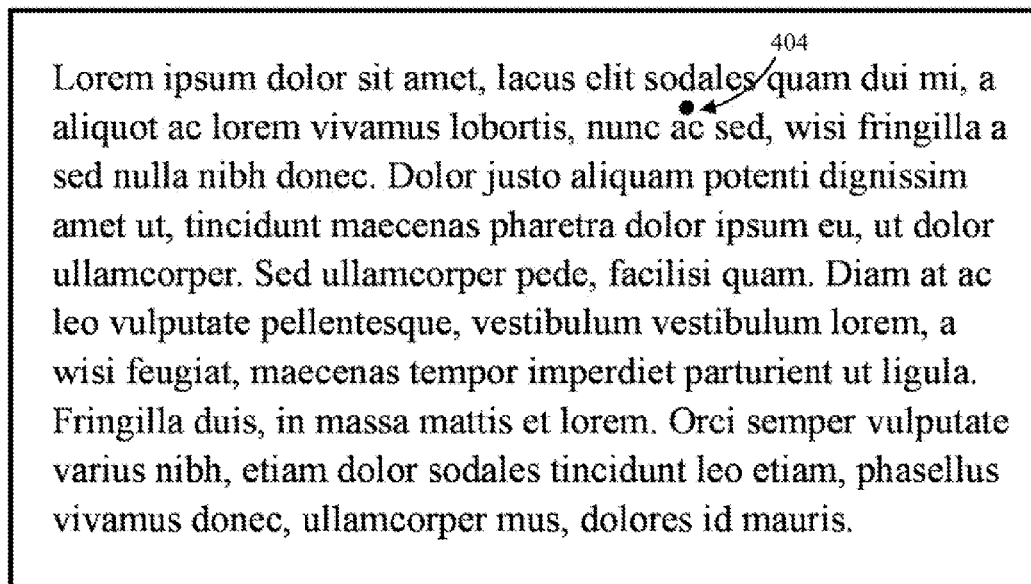 404
Lorem ipsum dolor sit amet, lacus elit sodales quam dui mi, a
aliquot ac lorem vivamus lobortis, nunc ac sed, wisi fringilla a
sed nulla nibh donec. Dolor justo aliquam potenti dignissim
amet ut, tincidunt maecenas pharetra dolor ipsum eu, ut dolor
ullamcorper. Sed ullamcorper pede, facilisi quam. Diam at ac
leo vulputate pellentesque, vestibulum vestibulum lorem, a
wisi feugiat, maecenas tempor imperdiet parturient ut ligula.
Fringilla duis, in massa mattis et lorem. Orci semper vulputate
varius nibh, etiam dolor sodales tincidunt leo etiam, phasellus
vivamus donec, ullamcorper mus, dolores id mauris.